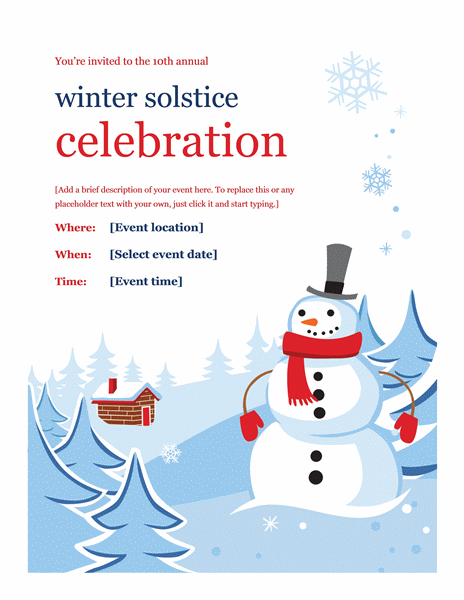 You're invited to the 10th annual
winter solstice
celebration
[Add a brief description of your event here. To replace this or any
placeholder text with your own, just click it and start typing.]
Where: [Event location]
When: [Select event date]
Time: [Event time]